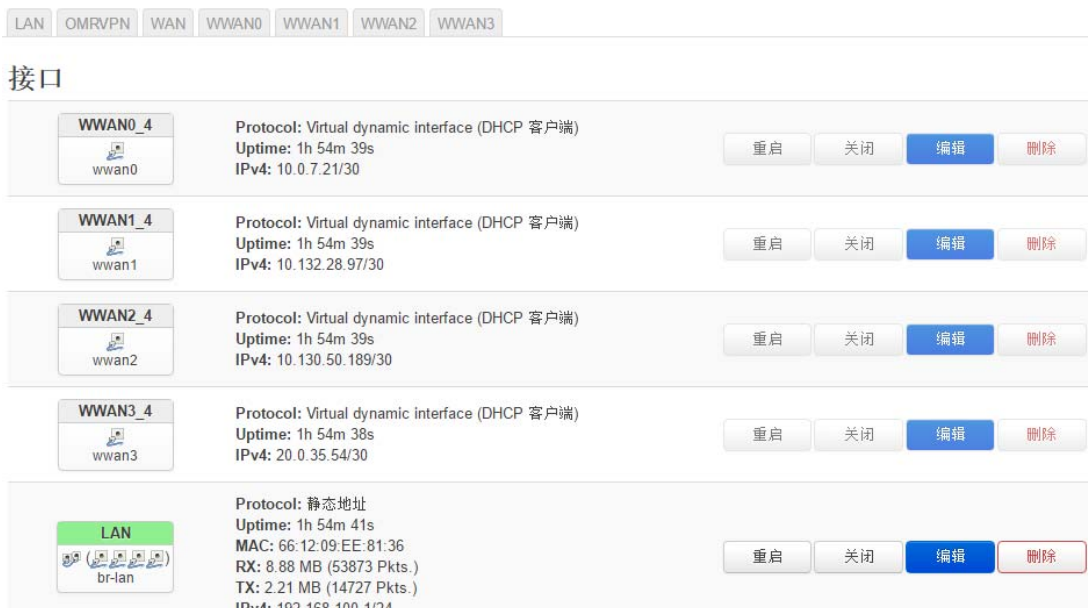 LAN OMRVPN WAN WWAN0 WWAN1 WWAN2 WWAN3
接口
WWAN0_4
wwan0
Protocol: Virtual dynamic interface (DHCP 客户端)
Uptime: 1h 54m 39s
IPv4: 10.0.7.21/30
重启 关闭 编辑 删除
WWAN1_4
wwan1
Protocol: Virtual dynamic interface (DHCP 客户端)
Uptime: 1h 54m 39s
IPv4: 10.132.28.97/30
重启 关闭 编辑 删除
WWAN2_4
wwan2
Protocol: Virtual dynamic interface (DHCP 客户端)
Uptime: 1h 54m 39s
IPv4: 10.130.50.189/30
重启 关闭 编辑 删除
WWAN3_4
wwan3
Protocol: Virtual dynamic interface (DHCP 客户端)
Uptime: 1h 54m 38s
IPv4: 20.0.35.54/30
重启 关闭 编辑 删除
LAN
br-lan
Protocol: 静态地址
Uptime: 1h 54m 41s
MAC: 66:12:09:EE:81:36
RX: 8.88 MB (53873 Pkts.)
TX: 2.21 MB (14727 Pkts.)
IPv4: 192.168.100.1/24
重启 关闭 编辑 删除